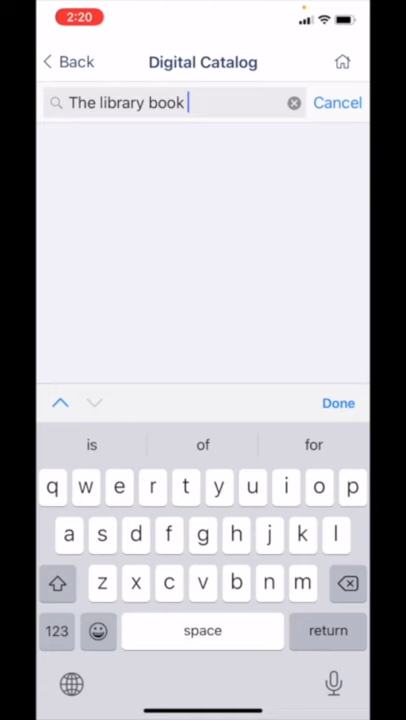 2:20
Back Digital Catalog
The library book Cancel
Done
is of for
q w e r t y u i o p
a s d f g h j k l
z x c v b n m
123 space return